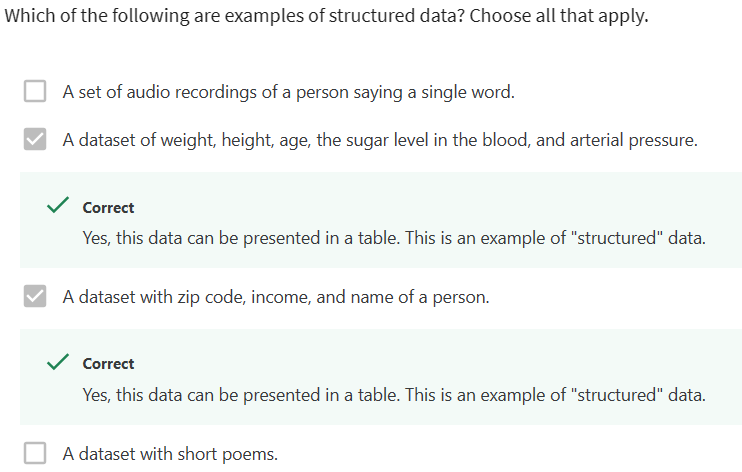 Which of the following are examples of structured data? Choose all that apply.
A set of audio recordings of a person saying a single word.
A dataset of weight, height, age, the sugar level in the blood, and arterial pressure.
Correct
Yes, this data can be presented in a table. This is an example of "structured" data.
A dataset with zip code, income, and name of a person.
Correct
Yes, this data can be presented in a table. This is an example of "structured" data.
A dataset with short poems.